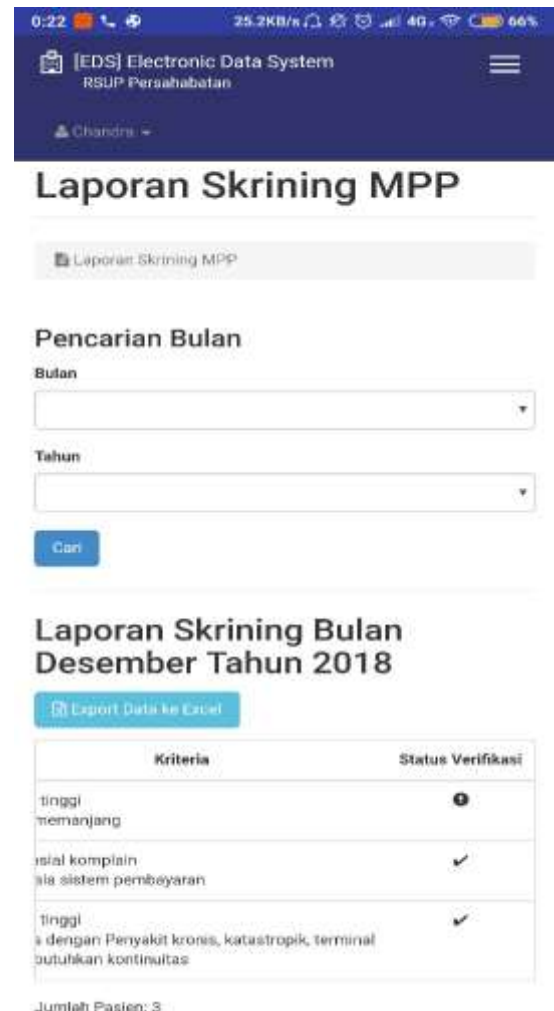 0:22
25.2KB/s
4G
66%
[EDS] Electronic Data System
RSUP Persahabatan
Chandra
Laporan Skrining MPP
Laporan Skrining MPP
Pencarian Bulan
Bulan
Tahun
Cari
Laporan Skrining Bulan
Desember Tahun 2018
Export Data ke Excel
Kriteria Status Verifikasi
tinggi
memanjang
komplain
sistem pembayaran
tinggi
dengan Penyakit kronis, katastropik, terminal
butuhkan kontinuitas
Jumlah Pasien: 3